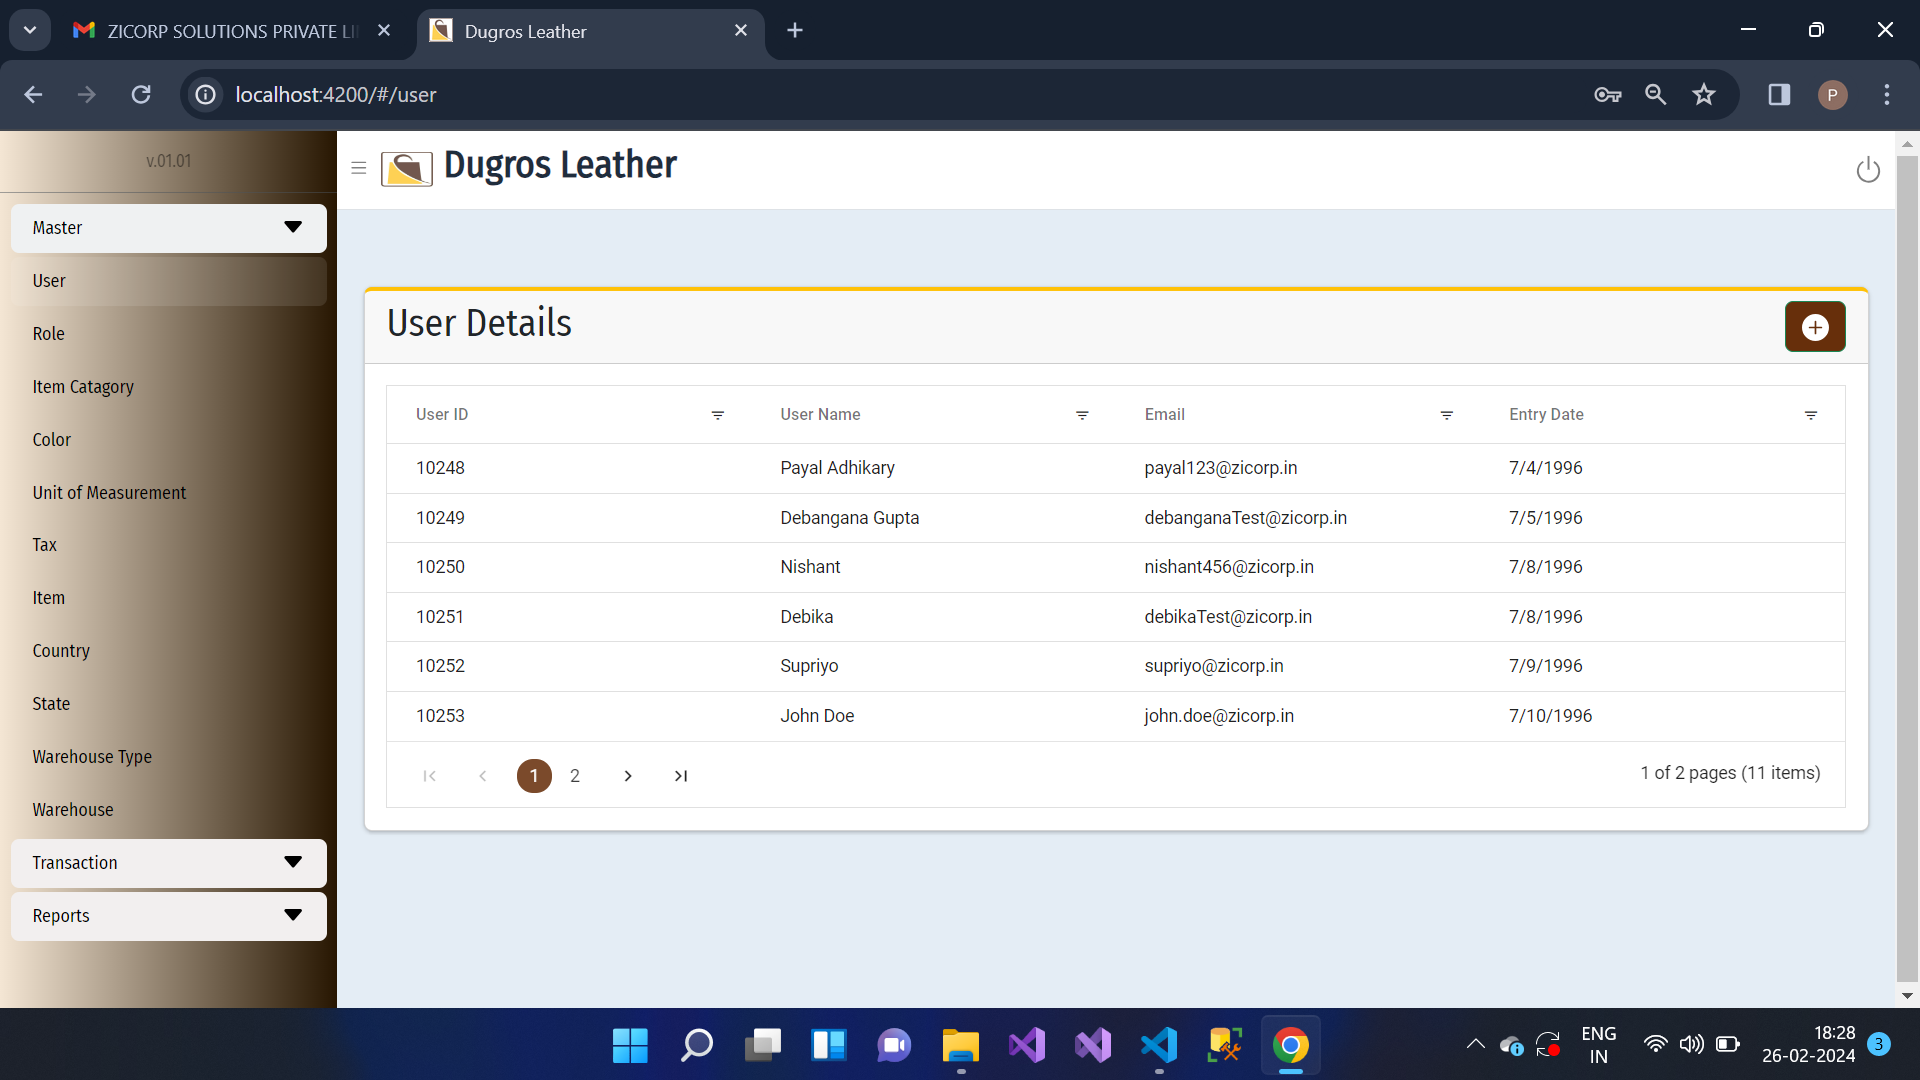 ZICORP SOLUTIONS PRIVATE LI
Dugros Leather
localhost:4200/#/user
P
v.01.01
Dugros Leather
Master
User
Role
Item Catagory
Color
Unit of Measurement
Tax
Item
Country
State
Warehouse Type
Warehouse
Transaction
Reports
User Details
User ID User Name Email Entry Date
10248 Payal Adhikary payal123@zicorp.in 7/4/1996
10249 Debangana Gupta debanganaTest@zicorp.in 7/5/1996
10250 Nishant nishant456@zicorp.in 7/8/1996
10251 Debika debikaTest@zicorp.in 7/8/1996
10252 Supriyo supriyo@zicorp.in 7/9/1996
10253 John Doe john.doe@zicorp.in 7/10/1996
1 2
1 of 2 pages (11 items)
ENG
IN
18:28
26-02-2024
3